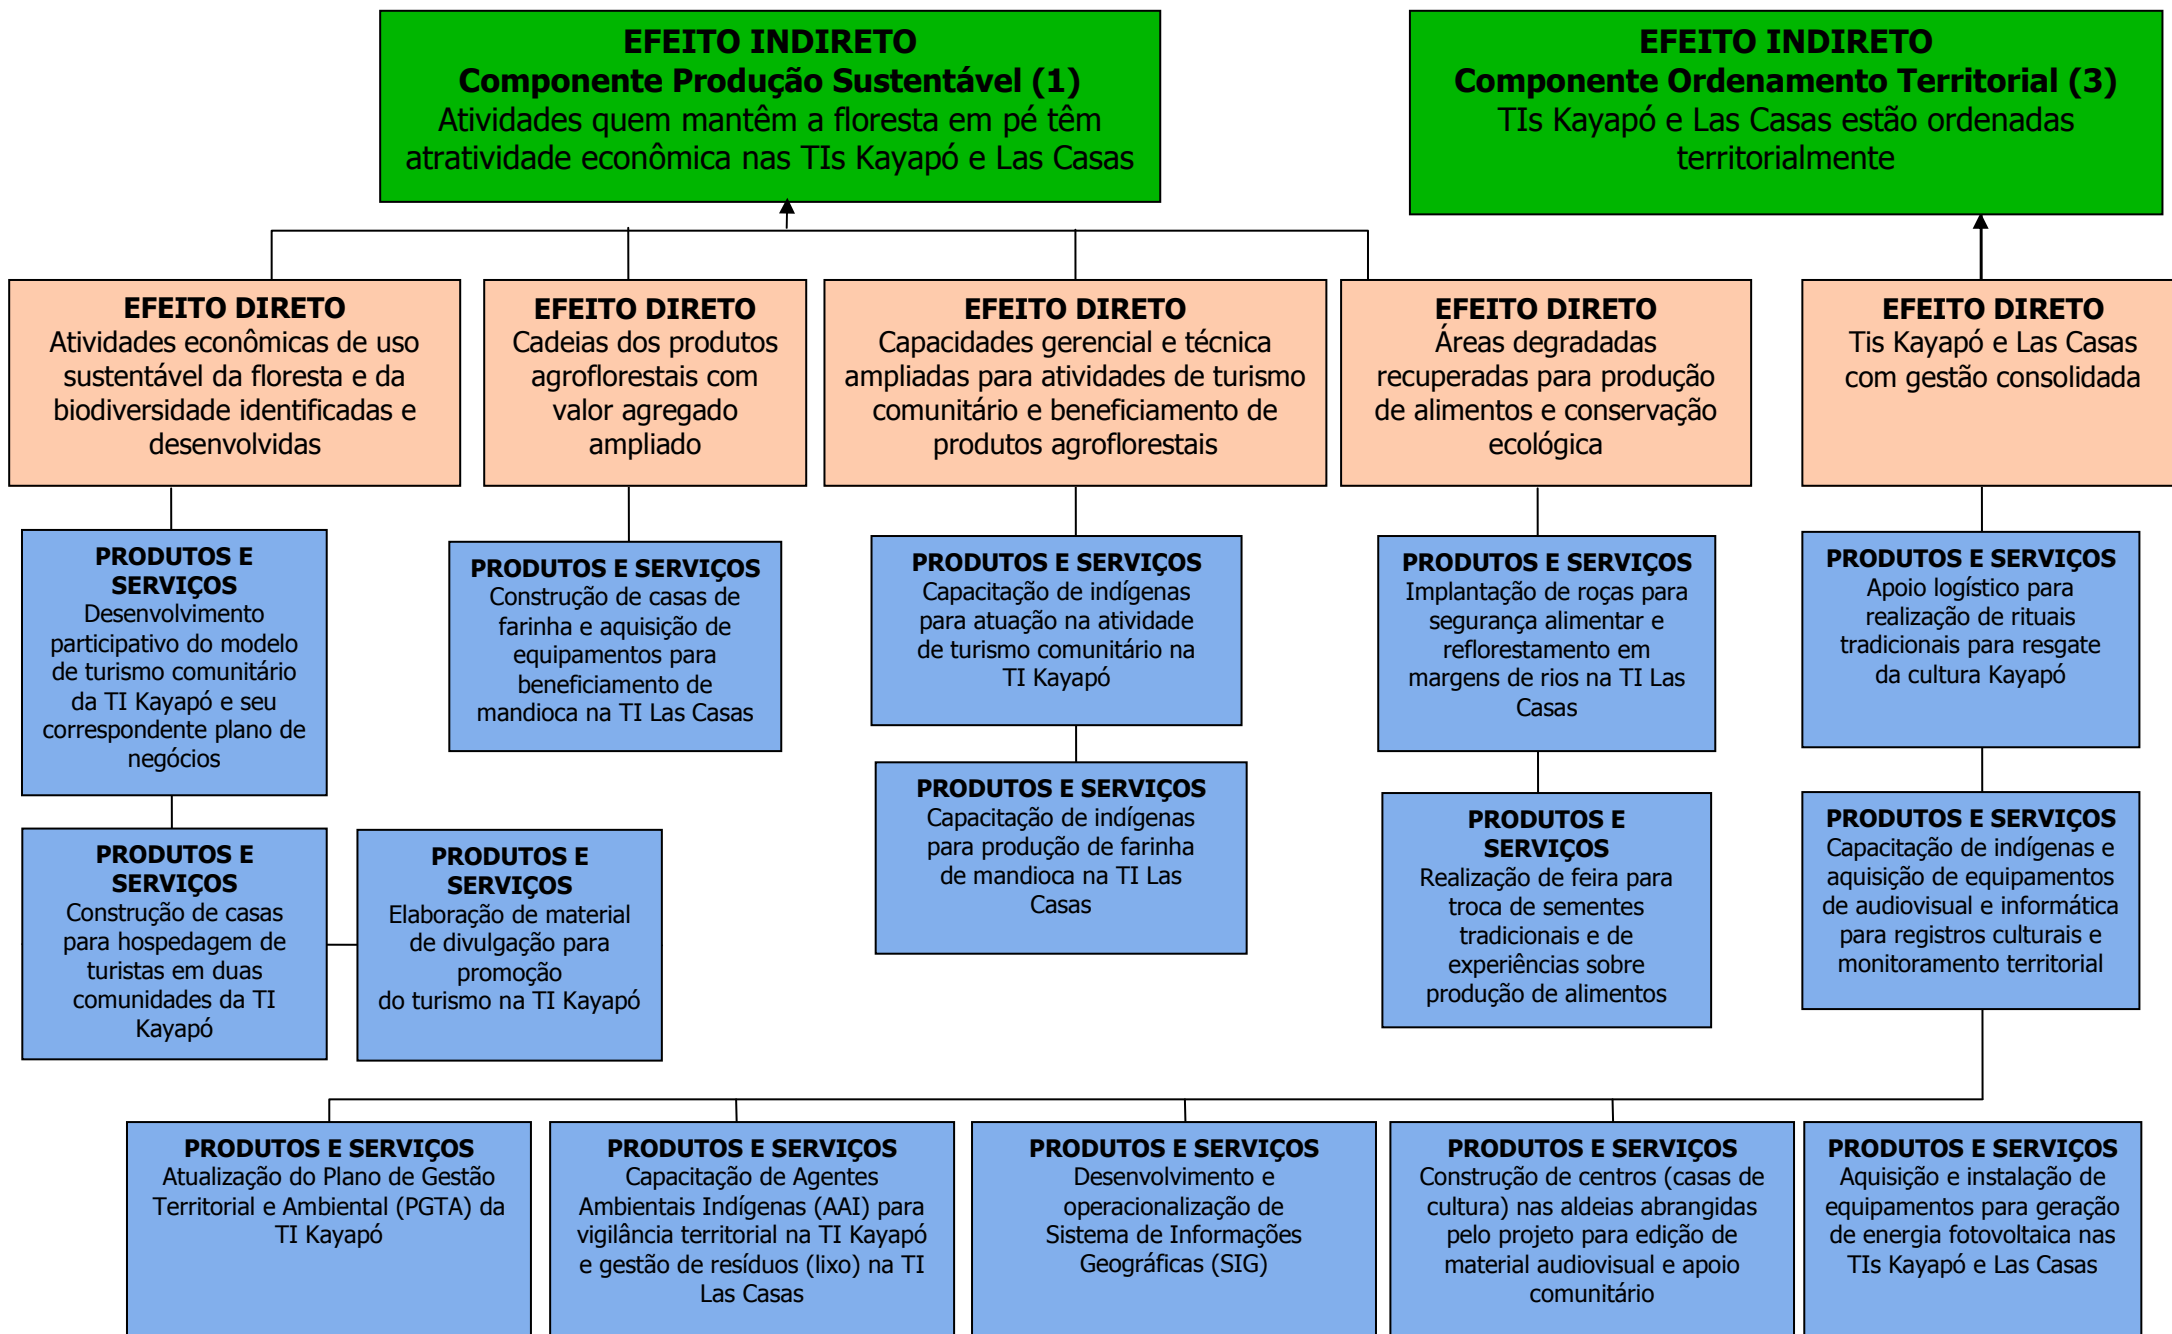 EFEITO INDIRETO
Componente Produção Sustentável (1)
Atividades quem mantêm a floresta em pé têm
atratividade econômica nas TIs Kayapó e Las Casas
EFEITO INDIRETO
Componente Ordenamento Territorial (3)
TIs Kayapó e Las Casas estão ordenadas
territorialmente
EFEITO DIRETO
Atividades econômicas de uso
sustentável da floresta e da
biodiversidade identificadas e
desenvolvidas
EFEITO DIRETO
Cadeias dos produtos
agroflorestais com
valor agregado
ampliado
EFEITO DIRETO
Capacidades gerencial e técnica
ampliadas para atividades de turismo
comunitário e beneficiamento de
produtos agroflorestais
EFEITO DIRETO
Áreas degradadas
recuperadas para produção
de alimentos e conservação
ecológica
EFEITO DIRETO
Tis Kayapó e Las Casas
com gestão consolidada
PRODUTOS E
SERVIÇOS
Desenvolvimento
participativo do modelo
de turismo comunitário
da TI Kayapó e seu
correspondente plano de
negócios
PRODUTOS E SERVIÇOS
Construção de casas de
farinha e aquisição de
equipamentos para
beneficiamento de
mandioca na TI Las Casas
PRODUTOS E SERVIÇOS
Capacitação de indígenas
para atuação na atividade
de turismo comunitário na
TI Kayapó
PRODUTOS E SERVIÇOS
Implantação de roças para
segurança alimentar e
reflorestamento em
margens de rios na TI Las
Casas
PRODUTOS E SERVIÇOS
Apoio logístico para
realização de rituais
tradicionais para resgate
da cultura Kayapó
PRODUTOS E
SERVIÇOS
Construção de casas
para hospedagem de
turistas em duas
comunidades da TI
Kayapó
PRODUTOS E
SERVIÇOS
Elaboração de material
de divulgação para
promoção
do turismo na TI Kayapó
PRODUTOS E SERVIÇOS
Capacitação de indígenas
para produção de farinha
de mandioca na TI Las
Casas
PRODUTOS E
SERVIÇOS
Realização de feira para
troca de sementes
tradicionais e de
experiências sobre
produção de alimentos
PRODUTOS E SERVIÇOS
Capacitação de indígenas e
aquisição de equipamentos
de audiovisual e informática
para registros culturais e
monitoramento territorial
PRODUTOS E SERVIÇOS
Atualização do Plano de Gestão
Territorial e Ambiental (PGTA) da
TI Kayapó
PRODUTOS E SERVIÇOS
Capacitação de Agentes
Ambientais Indígenas (AAI) para
vigilância territorial na TI Kayapó
e gestão de resíduos (lixo) na TI
Las Casas
PRODUTOS E SERVIÇOS
Desenvolvimento e
operacionalização de
Sistema de Informações
Geográficas (SIG)
PRODUTOS E SERVIÇOS
Construção de centros (casas de
cultura) nas aldeias abrangidas
pelo projeto para edição de
material audiovisual e apoio
comunitário
PRODUTOS E SERVIÇOS
Aquisição e instalação de
equipamentos para geração
de energia fotovoltaica nas
TIs Kayapó e Las Casas